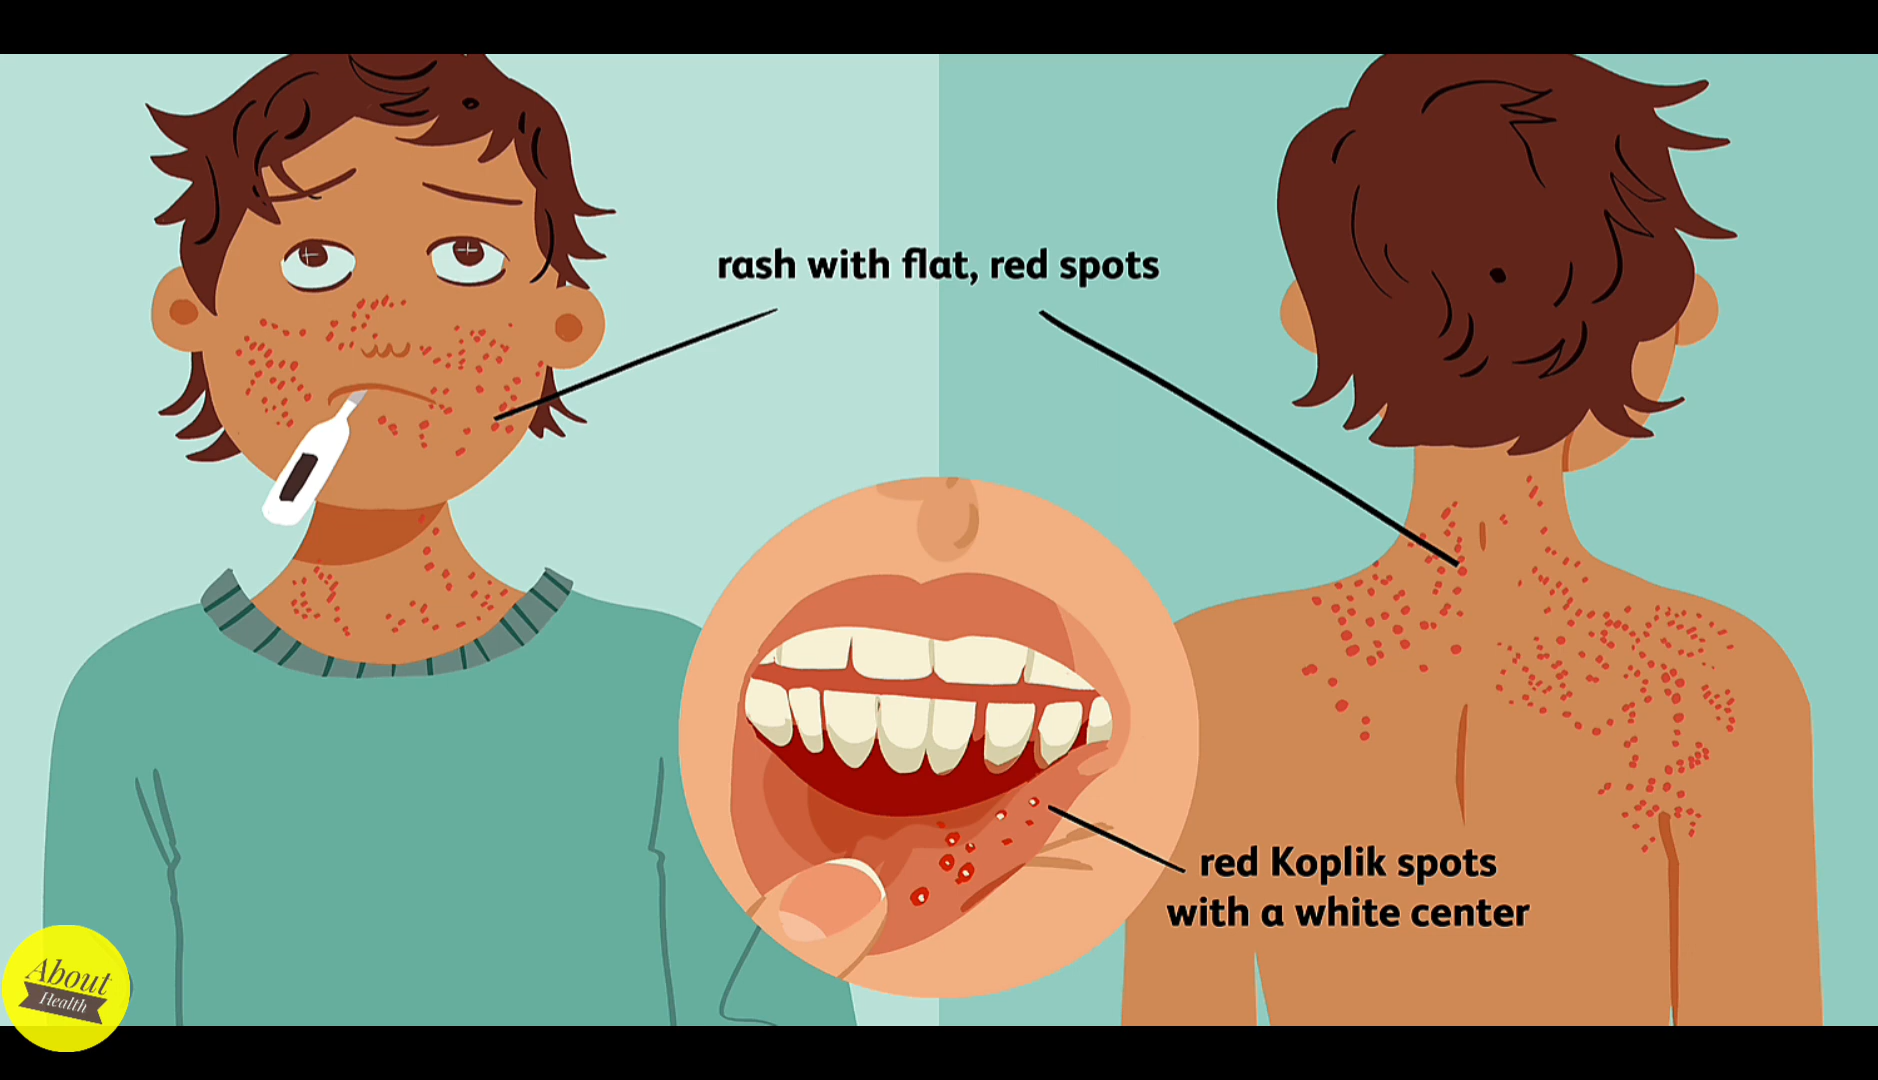 rash with flat, red spots
red Koplik spots
with a white center
About
Health